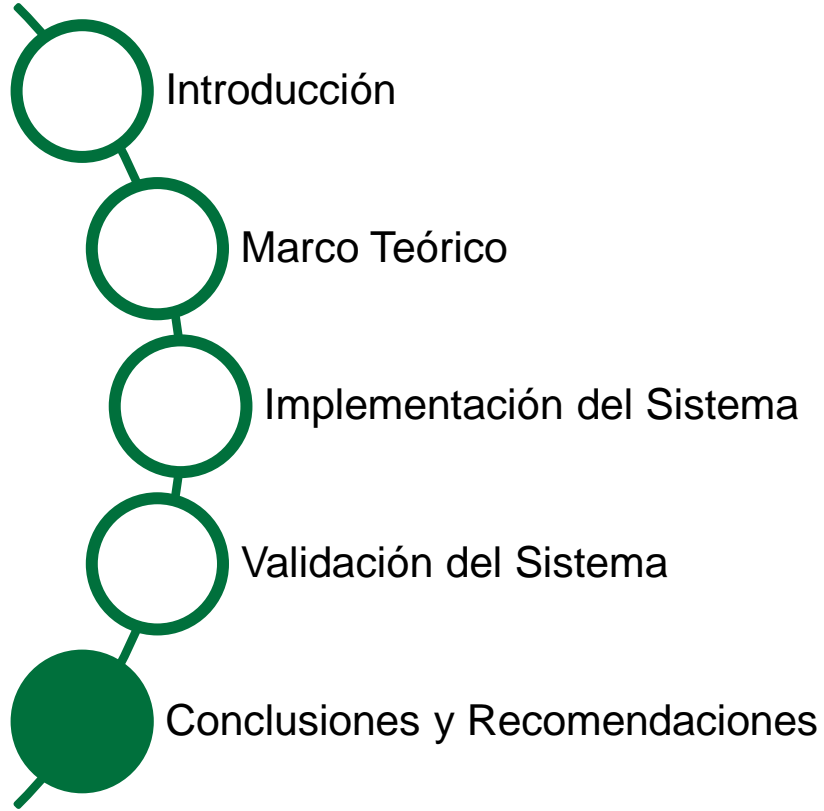 Introducción
Marco Teórico
Implementación del Sistema
Validación del Sistema
Conclusiones y Recomendaciones